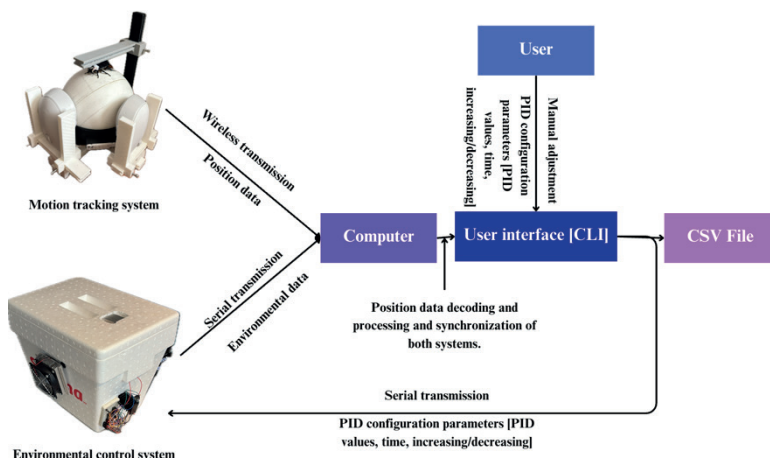 User
Manual adjustment
PID configuration
parameters [PID
values, time,
increasing/decreasing]
Wireless transmission
Position data
Motion tracking system
Computer
User interface [CLI]
CSV File
Serial transmission
Environmental data
Position data decoding and
processing and synchronization of
both systems.
Serial transmission
PID configuration parameters [PID
values, time, increasing/decreasing]
Environmental control system